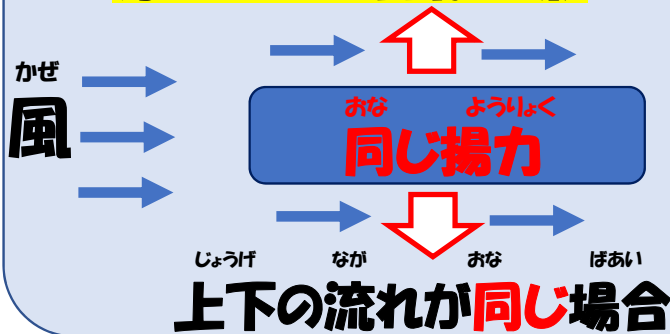 かぜ
風
おな ようりょく
同じ揚力
じょうげ なが おな ばあい
上下の流れが同じ場合